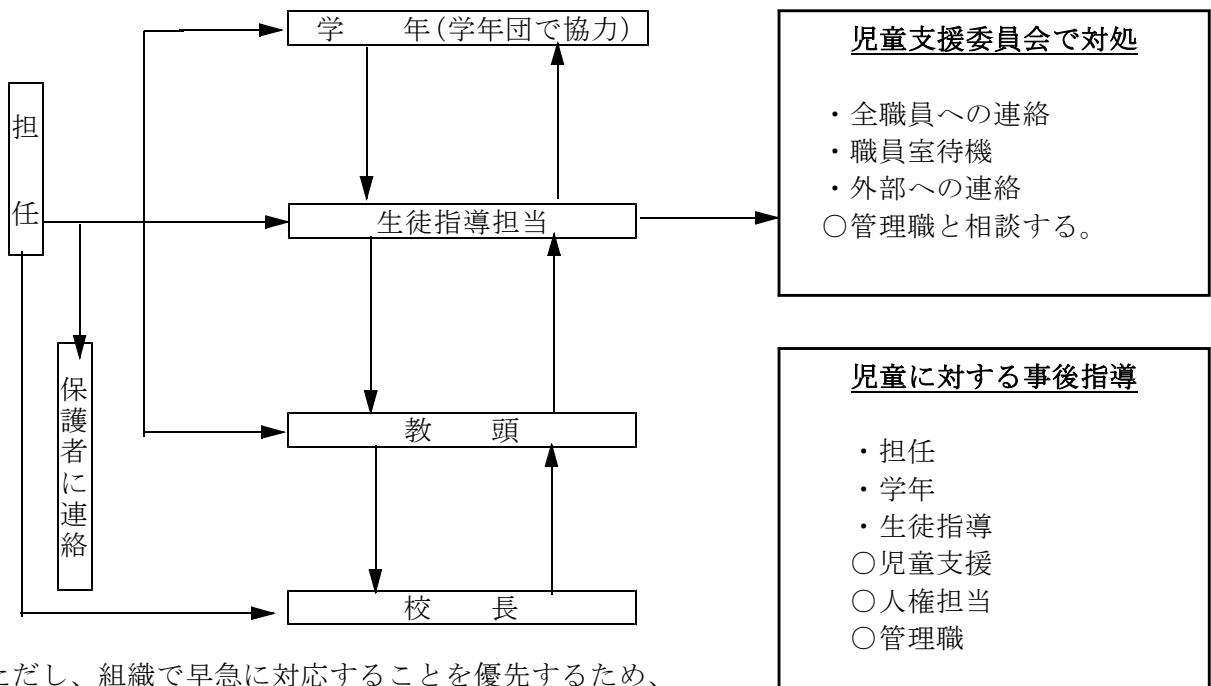 学　　年(学年団で協力)
担任
生徒指導担当
保護者に連絡
教　　頭
校　　長
児童支援委員会で対処
・全職員への連絡
・職員室待機
・外部への連絡
○管理職と相談する。
児童に対する事後指導
・担任
・学年
・生徒指導
○児童支援
○人権担当
○管理職
だし、組織で早急に対応することを優先するため、